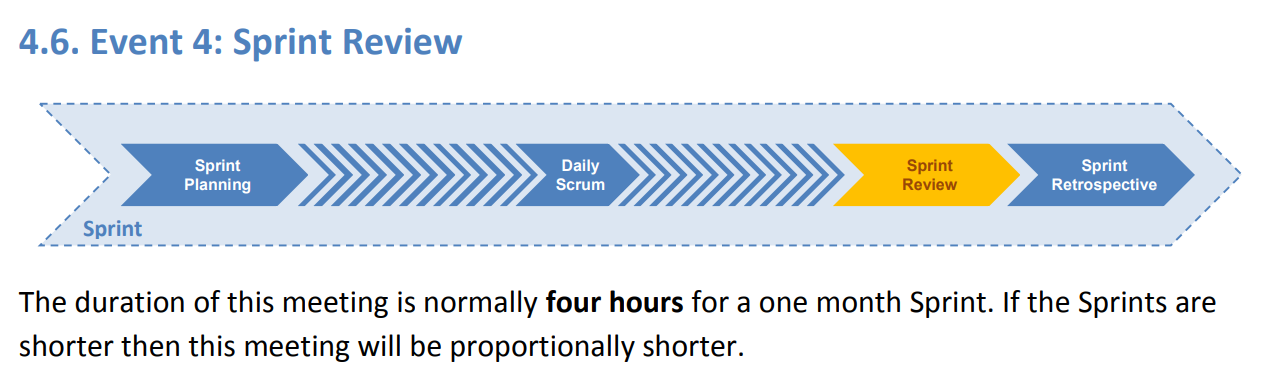 4.6. Event 4: Sprint Review
Sprint
Planning
Daily
Scrum
Sprint
Review
Sprint
Retrospective
Sprint
The duration of this meeting is normally four hours for a one month Sprint. If the Sprints are
shorter then this meeting will be proportionally shorter.